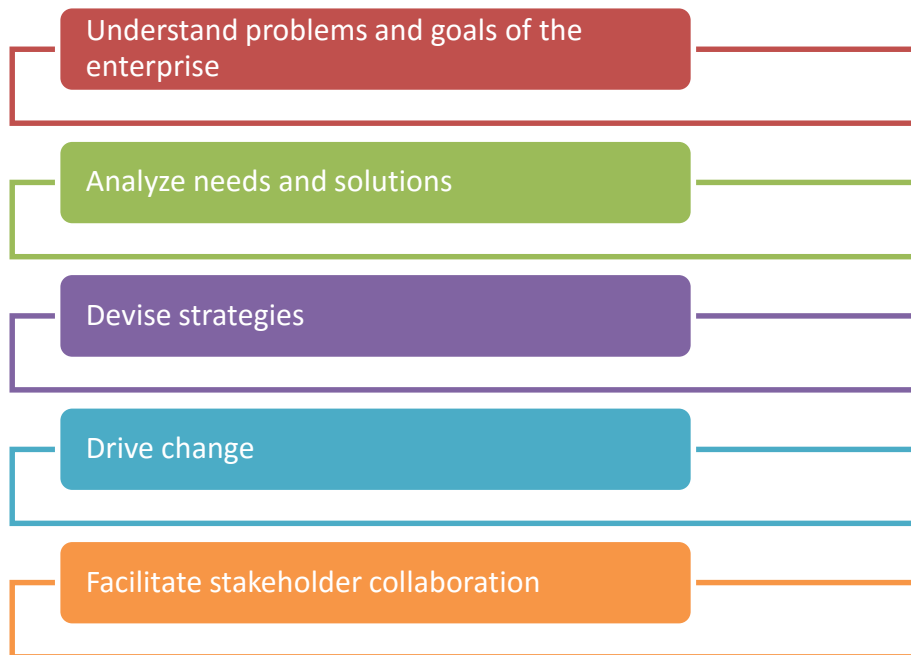 Understand problems and goals of the
enterprise
Analyze needs and solutions
Devise strategies
Drive change
Facilitate stakeholder collaboration